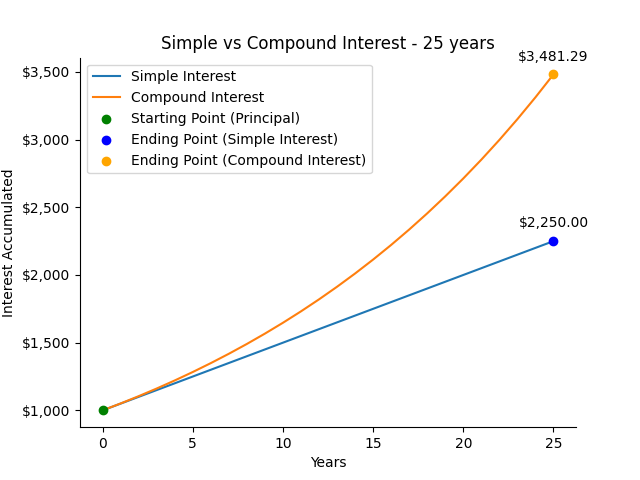 Simple vs Compound Interest - 25 years
$3,481.29
$3,500
$3,000
$2,500
$2,000
$1,500
$1,000
Interest Accumulated
Simple Interest
Compound Interest
Starting Point (Principal)
Ending Point (Simple Interest)
Ending Point (Compound Interest)
$2,250.00
0 5 10 15 20 25
Years